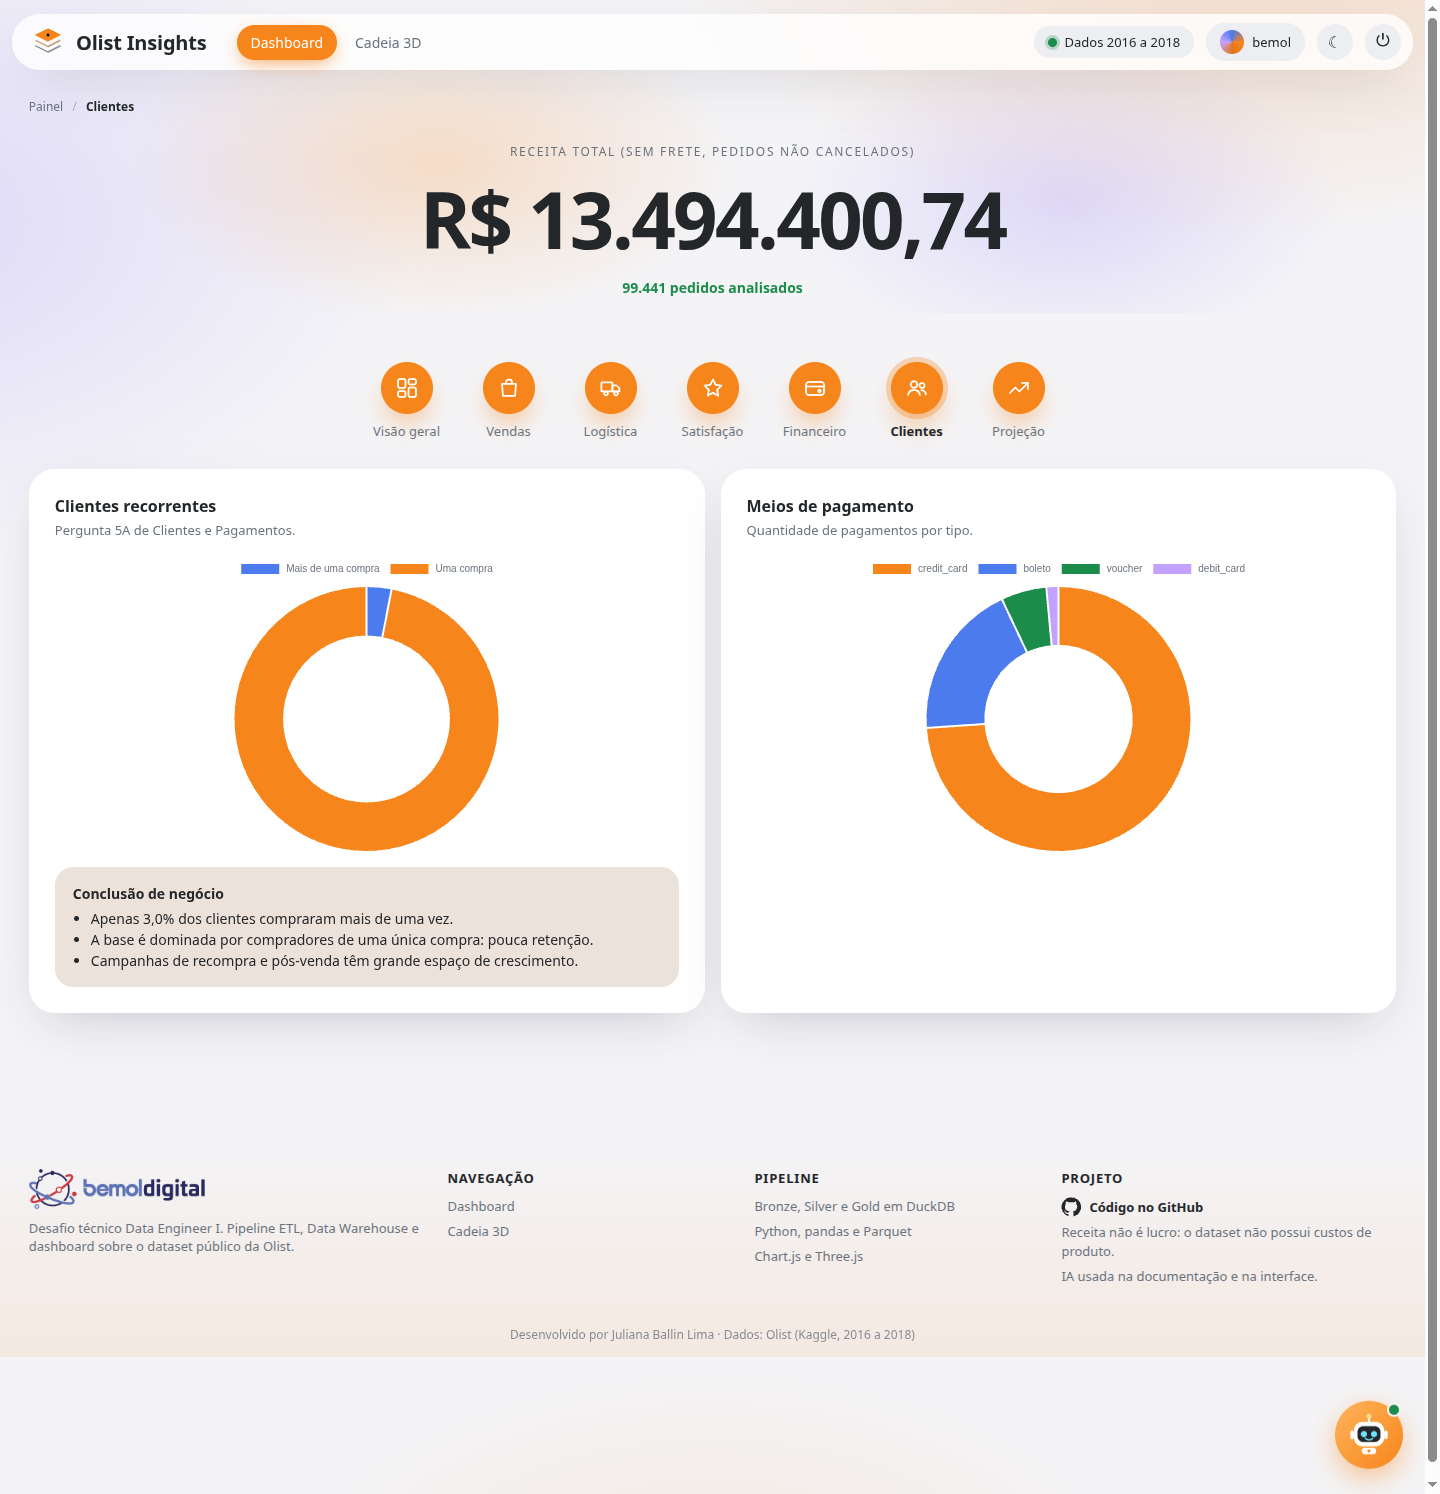 Olist Insights
Dashboard
Cadeia 3D
Dados 2016 a 2018
bemol
Painel / Clientes
RECEITA TOTAL (SEM FRETE, PEDIDOS NÃO CANCELADOS)
R$ 13.494.400,74
99.441 pedidos analisados
Visão geral
Vendas
Logística
Satisfação
Financeiro
Clientes
Projeção
Clientes recorrentes
Pergunta 5A de Clientes e Pagamentos.
Mais de uma compra
Uma compra
Conclusão de negócio
Apenas 3,0% dos clientes compraram mais de uma vez.
A base é dominada por compradores de uma única compra: pouca retenção.
Campanhas de recompra e pós-venda têm grande espaço de crescimento.
Meios de pagamento
Quantidade de pagamentos por tipo.
credit_card
boleto
voucher
debit_card
bemoldigital
Desafio técnico Data Engineer I. Pipeline ETL, Data Warehouse e
dashboard sobre o dataset público da Olist.
NAVEGAÇÃO
Dashboard
Cadeia 3D
PIPELINE
Bronze, Silver e Gold em DuckDB
Python, pandas e Parquet
Chart.js e Three.js
PROJETO
Código no GitHub
Receita não é lucro: o dataset não possui custos de
produto.
IA usada na documentação e na interface.
Desenvolvido por Juliana Ballin Lima · Dados: Olist (Kaggle, 2016 a 2018)